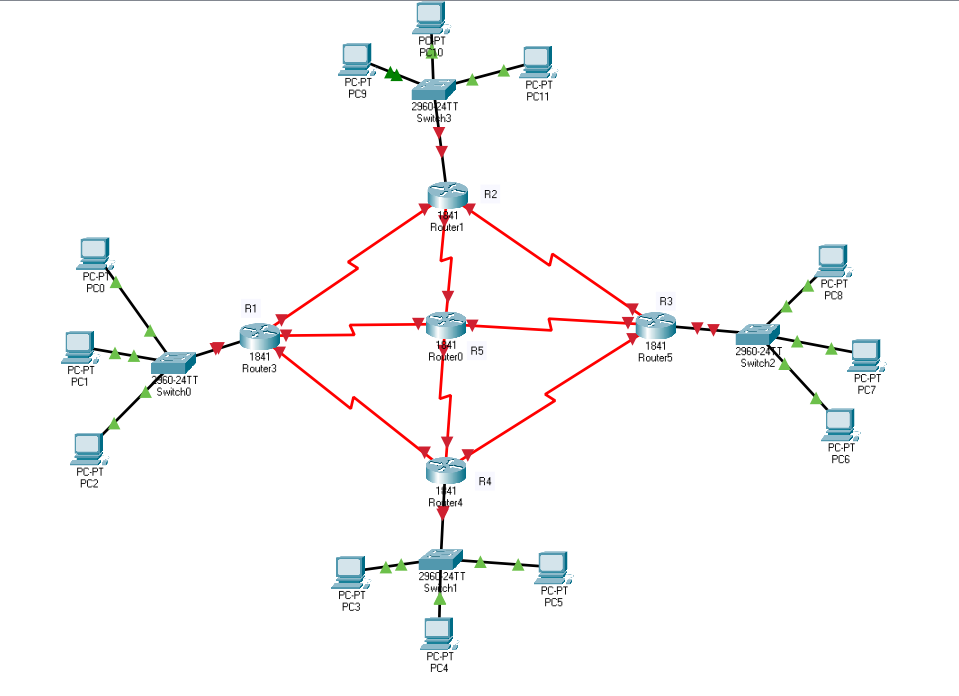 PC-PT
PC10
PC-PT
PC9
PC-PT
PC11
2960-24TT
Switch3
R2
1841
Router1
PC-PT
PC0
PC-PT
PC8
R1
1841
Router3
R3
1841
Router5
1841
Router0
R5
PC-PT
PC1
2960-24TT
Switch0
2960-24TT
Switch2
PC-PT
PC7
PC-PT
PC2
PC-PT
PC6
R4
1841
Router4
2960-24TT
Switch1
PC-PT
PC3
PC-PT
PC5
PC-PT
PC4